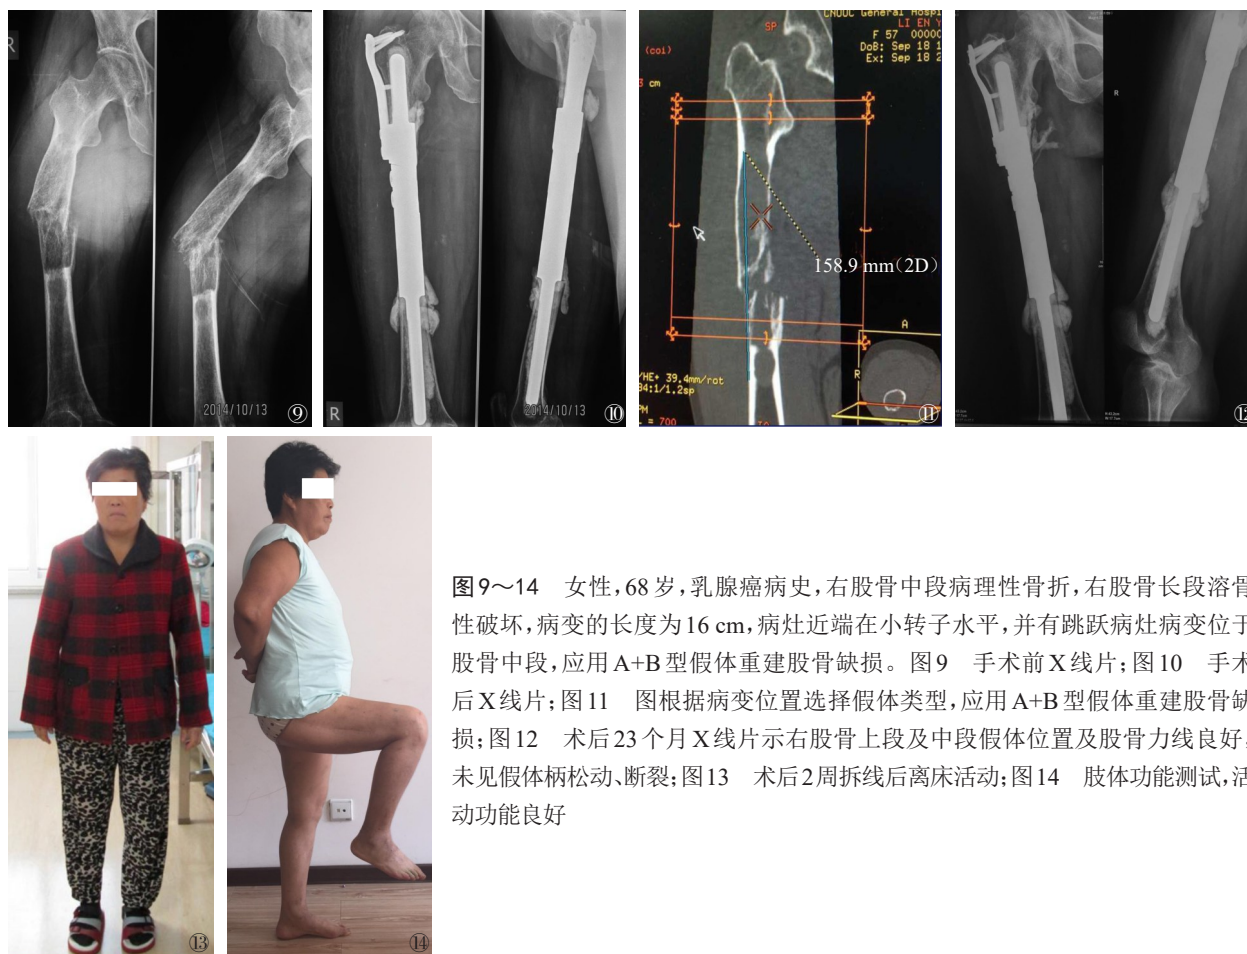 R
2014/10/13
⑨
R
2014/10/13
⑩
CNUOC General Hospi
LI EN Y
F 57 00000
DoB: Sep 18 1
Ex: Sep 18 2
SP
(coi)
3 cm
158.9 mm（2D）
A
R
/HE+ 39.4mm/rot
84:1/1.2sp
PM
L = 700
⑪
R
⑫
⑬
⑭
图9～14　女性，68岁，乳腺癌病史，右股骨中段病理性骨折，右股骨长段溶骨
性破坏，病变的长度为16 cm，病灶近端在小转子水平，并有跳跃病灶病变位于
股骨中段，应用A+B型假体重建股骨缺损。图9　手术前X线片；图10　手术
后X线片；图11　图根据病变位置选择假体类型，应用A+B型假体重建股骨缺
损；图12　术后23个月X线片示右股骨上段及中段假体位置及股骨力线良好，
未见假体柄松动、断裂；图13　术后2周拆线后离床活动；图14　肢体功能测试，活
动功能良好